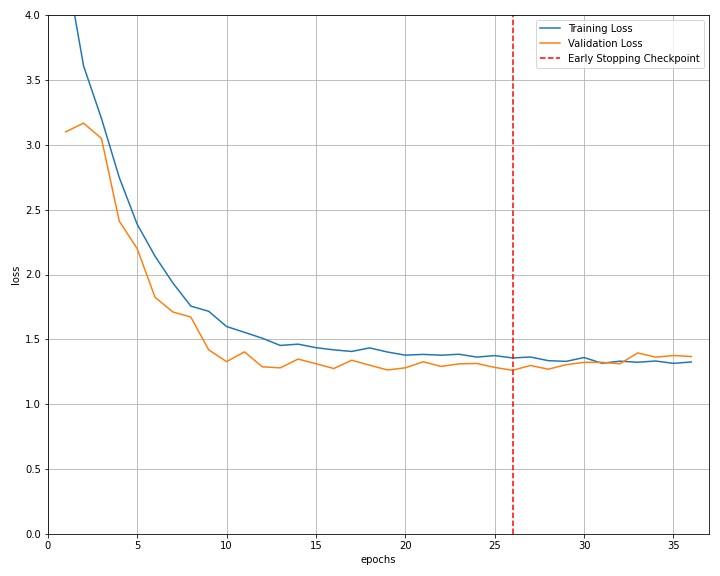 4.0
3.5
3.0
2.5
2.0
1.5
1.0
0.5
0.0
loss
Training Loss
Validation Loss
Early Stopping Checkpoint
0 5 10 15 20 25 30 35
epochs